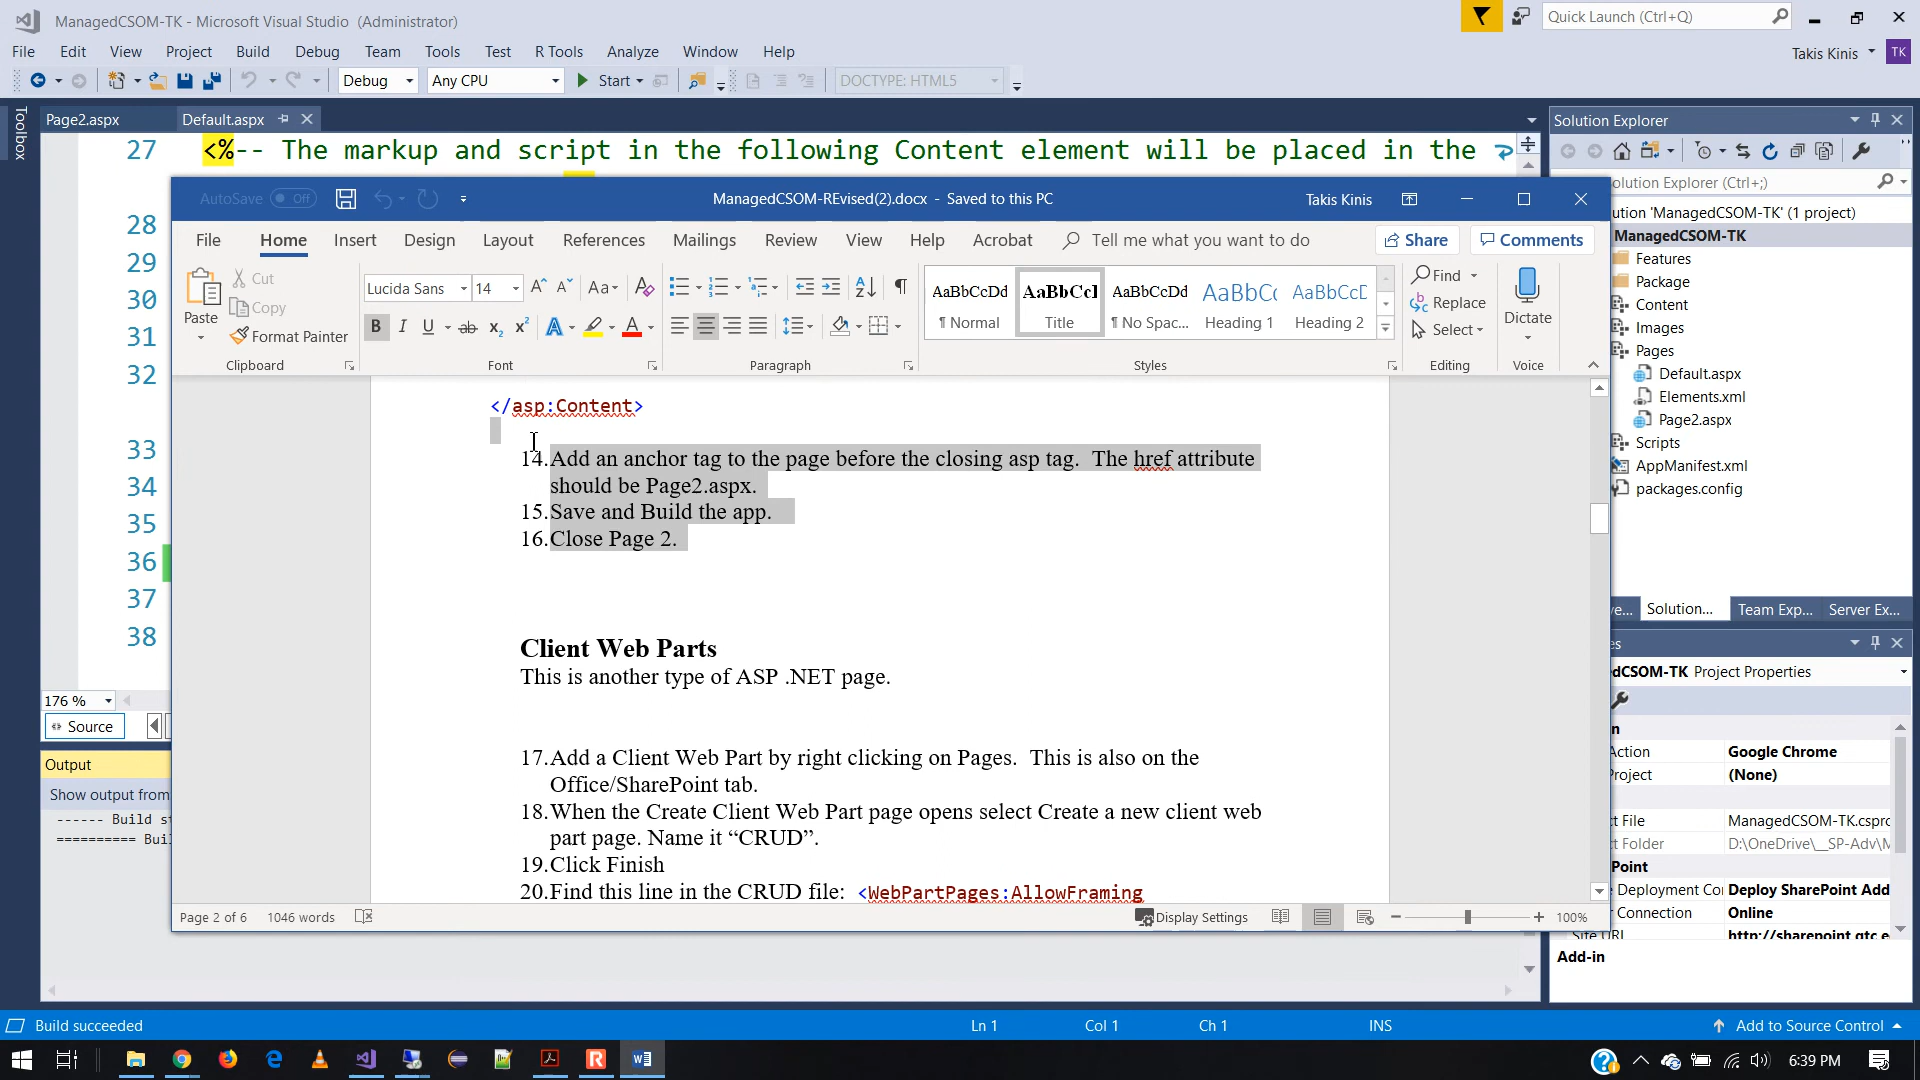 ManagedCSOM-TK - Microsoft Visual Studio (Administrator)
Quick Launch (Ctrl+Q)
File Edit View Project Build Debug Team Tools Test R Tools Analyze Window Help
Takis Kinis TK
Debug Any CPU Start DOCTYPE: HTML5
Toolbox
Page2.aspx Default.aspx
27 <%-- The markup and script in the following Content element will be placed in the
28
29
30
31
32
33
34
35
36
37
38
176 %
Source
Output
Show output from
------ Build st
========== Buil
AutoSave Off ManagedCSOM-REvised(2).docx - Saved to this PC Takis Kinis
File Home Insert Design Layout References Mailings Review View Help Acrobat Tell me what you want to do Share Comments
Paste Cut Copy Format Painter
Clipboard
Lucida Sans 14
Font
Paragraph
AaBbCcDd ¶ Normal
AaBbCcI Title
AaBbCcDd ¶ No Spac...
AaBbCc Heading 1
AaBbCcD Heading 2
Styles
Find
Replace
Select
Editing
Dictate
Voice
</asp:Content>
14.Add an anchor tag to the page before the closing asp tag. The href attribute
should be Page2.aspx.
15.Save and Build the app.
16.Close Page 2.
Client Web Parts
This is another type of ASP .NET page.
17.Add a Client Web Part by right clicking on Pages. This is also on the
Office/SharePoint tab.
18.When the Create Client Web Part page opens select Create a new client web
part page. Name it “CRUD”.
19.Click Finish
20.Find this line in the CRUD file: <WebPartPages:AllowFraming
Page 2 of 6 1046 words Display Settings 100%
Solution Explorer
olution Explorer (Ctrl+;)
ution 'ManagedCSOM-TK' (1 project)
ManagedCSOM-TK
Features
Package
Content
Images
Pages
Default.aspx
Elements.xml
Page2.aspx
Scripts
AppManifest.xml
packages.config
ve... Solution... Team Exp... Server Ex...
es
dCSOM-TK Project Properties
n
Action Google Chrome
Project (None)
ct File ManagedCSOM-TK.cspro
ct Folder D:\OneDrive\__SP-Adv\M
Point
e Deployment Co Deploy SharePoint Add
r Connection Online
Site URL http://sharepoint.gtc.e
Add-in
Build succeeded Ln 1 Col 1 Ch 1 INS Add to Source Control
6:39 PM